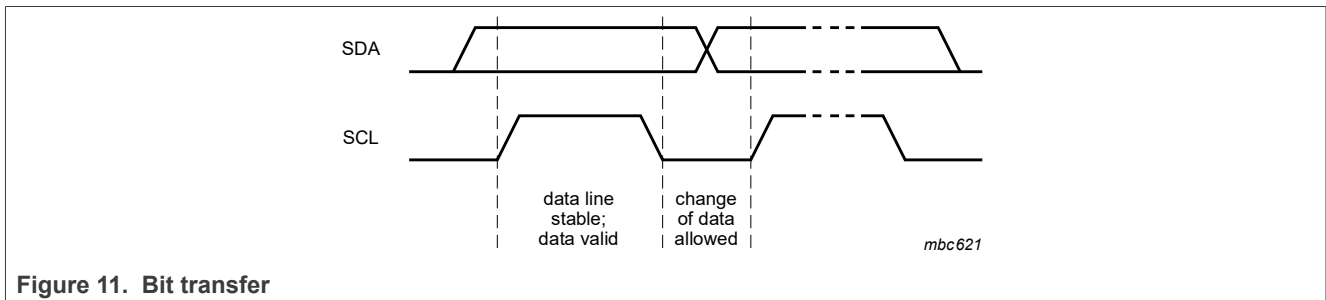 SDA
SCL
data line
stable;
data valid
change
of data
allowed
mbc621
Figure 11. Bit transfer